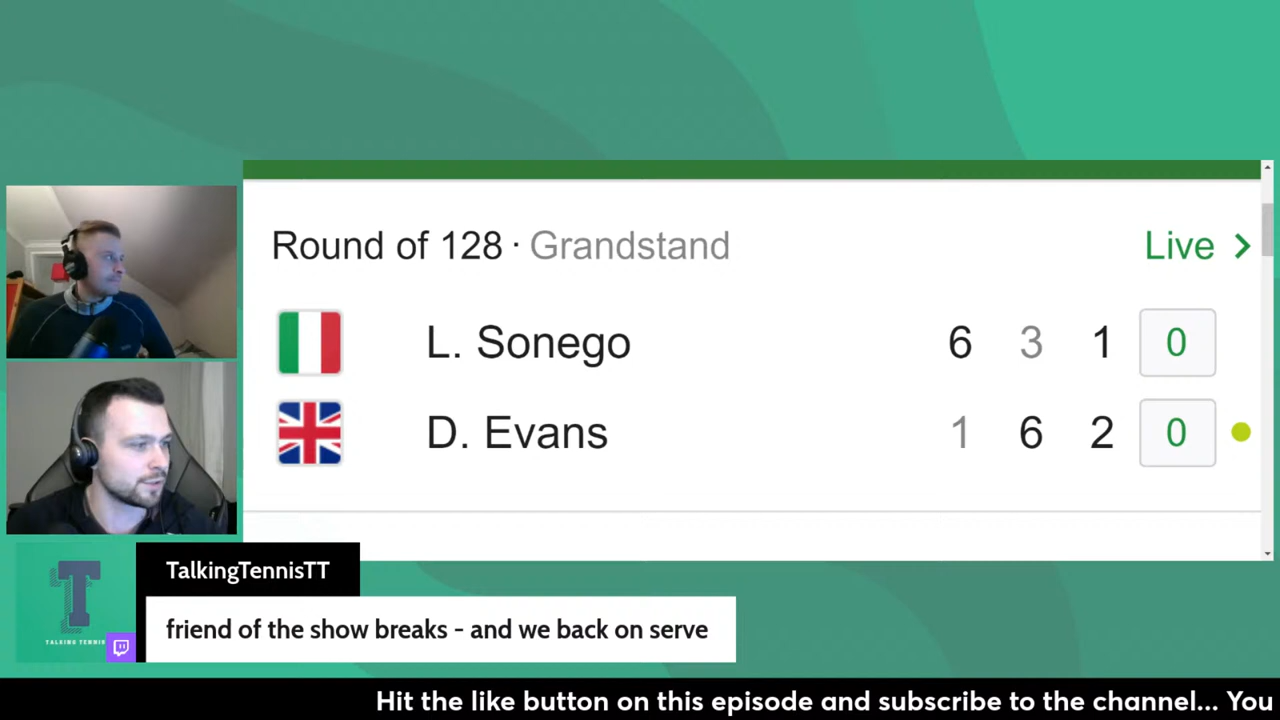 Round of 128 · Grandstand
Live
L. Sonego 6 3 1 0
D. Evans 1 6 2 0
T
TALKING TENNIS
TalkingTennisTT
friend of the show breaks - and we back on serve
Hit the like button on this episode and subscribe to the channel... You